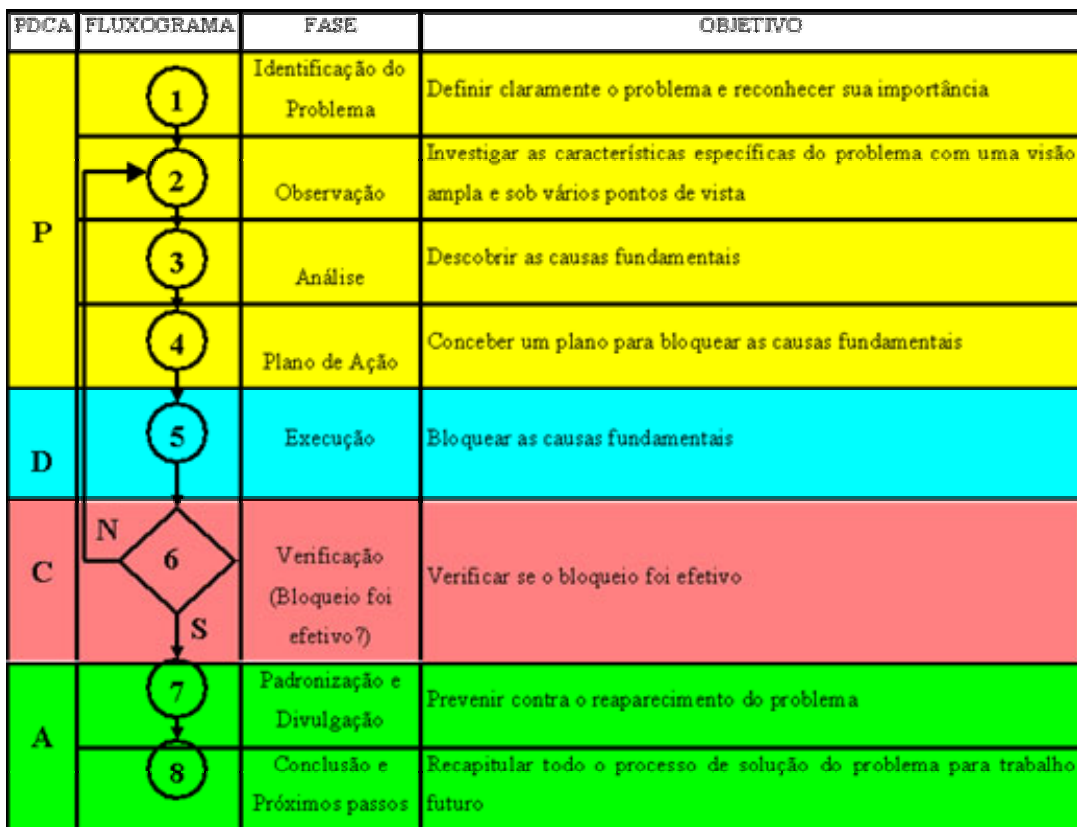 PDCA FLUXOGRAMA FASE OBJETIVO
P
1
Identificação do
Problema
Definir claramente o problema e reconhecer sua importância
2
Observação
Investigar as características específicas do problema com uma visão
ampla e sob vários pontos de vista
3
Análise
Descobrir as causas fundamentais
4
Plano de Ação
Conceber um plano para bloquear as causas fundamentais
D
5
Execução
Bloquear as causas fundamentais
C
N
6
S
Verificação
(Bloqueio foi
efetivo?)
Verificar se o bloqueio foi efetivo
A
7
Padronização e
Divulgação
Prevenir contra o reaparecimento do problema
8
Conclusão e
Próximos passos
Recapitular todo o processo de solução do problema para trabalho
futuro